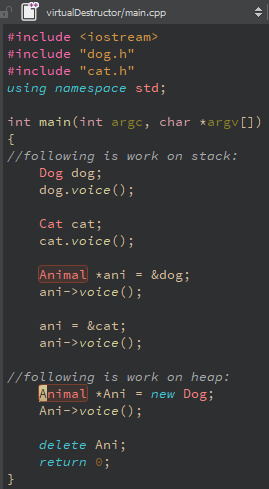 virtualDestructor/main.cpp
#include <iostream>
#include "dog.h"
#include "cat.h"
using namespace std;
int main(int argc, char *argv[])
{
//following is work on stack:
Dog dog;
dog.voice();
Cat cat;
cat.voice();
Animal *ani = &dog;
ani->voice();
ani = &cat;
ani->voice();
//following is work on heap:
Animal *Ani = new Dog;
Ani->voice();
delete Ani;
return 0;
}